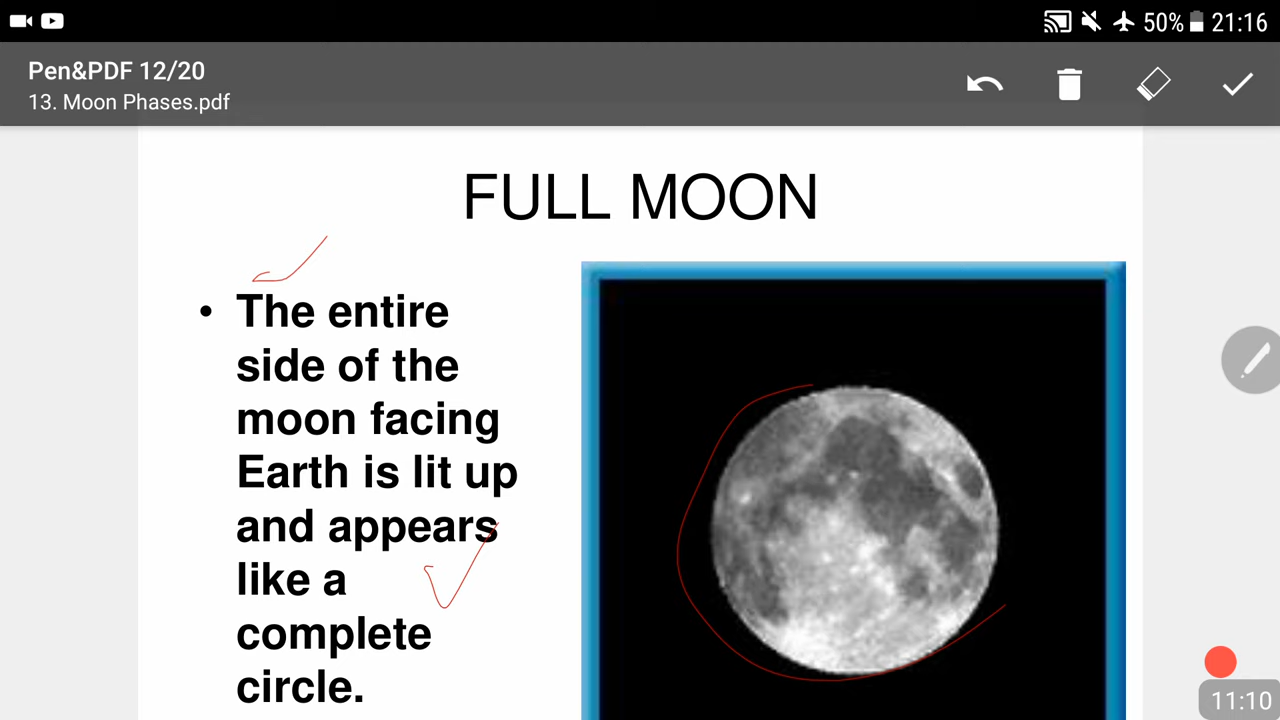 50% 21:16
Pen&PDF 12/20
13. Moon Phases.pdf
FULL MOON
• The entire
side of the
moon facing
Earth is lit up
and appears
like a
complete
circle.
11:10